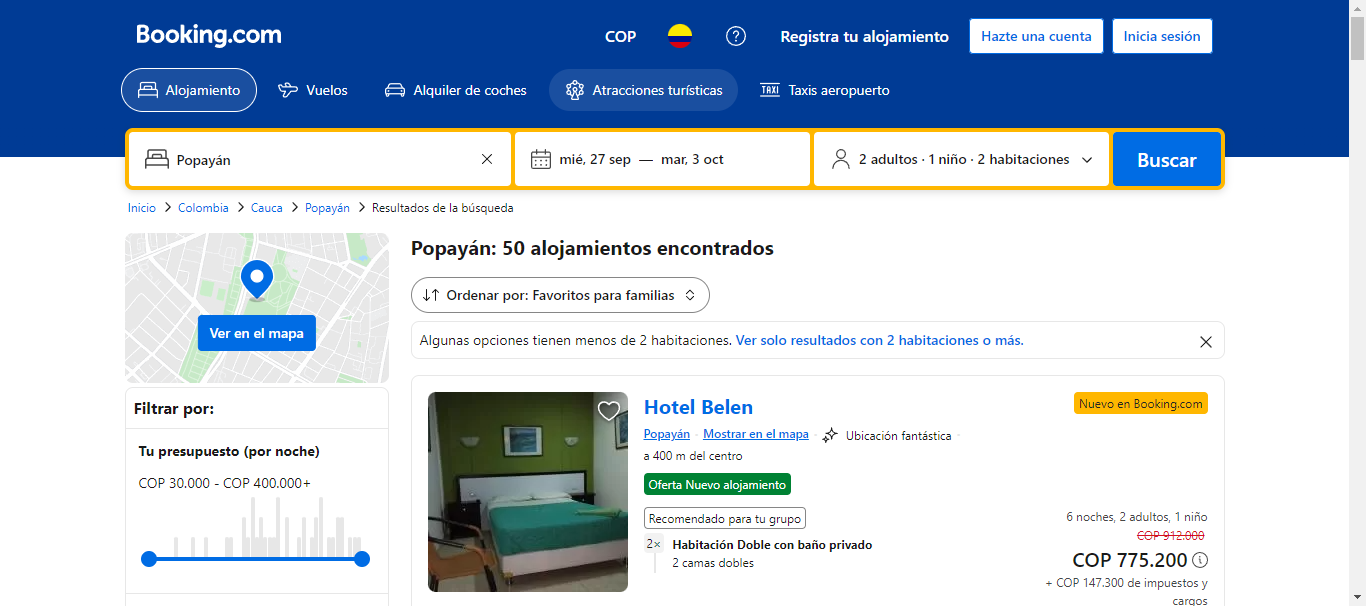 Booking.com
COP
Registra tu alojamiento
Hazte una cuenta
Inicia sesión
Alojamiento
Vuelos
Alquiler de coches
Atracciones turísticas
TAXI
Taxis aeropuerto
Popayán
mié, 27 sep — mar, 3 oct
2 adultos · 1 niño · 2 habitaciones
Buscar
Inicio > Colombia > Cauca > Popayán > Resultados de la búsqueda
Ver en el mapa
Filtrar por:
Tu presupuesto (por noche)
COP 30.000 - COP 400.000+
Popayán: 50 alojamientos encontrados
Ordenar por: Favoritos para familias
Algunas opciones tienen menos de 2 habitaciones. Ver solo resultados con 2 habitaciones o más.
Hotel Belen
Nuevo en Booking.com
Popayán · Mostrar en el mapa · Ubicación fantástica ·
a 400 m del centro
Oferta Nuevo alojamiento
Recomendado para tu grupo
2× Habitación Doble con baño privado
2 camas dobles
6 noches, 2 adultos, 1 niño
COP 912.000
COP 775.200
+ COP 147.300 de impuestos y
cargos